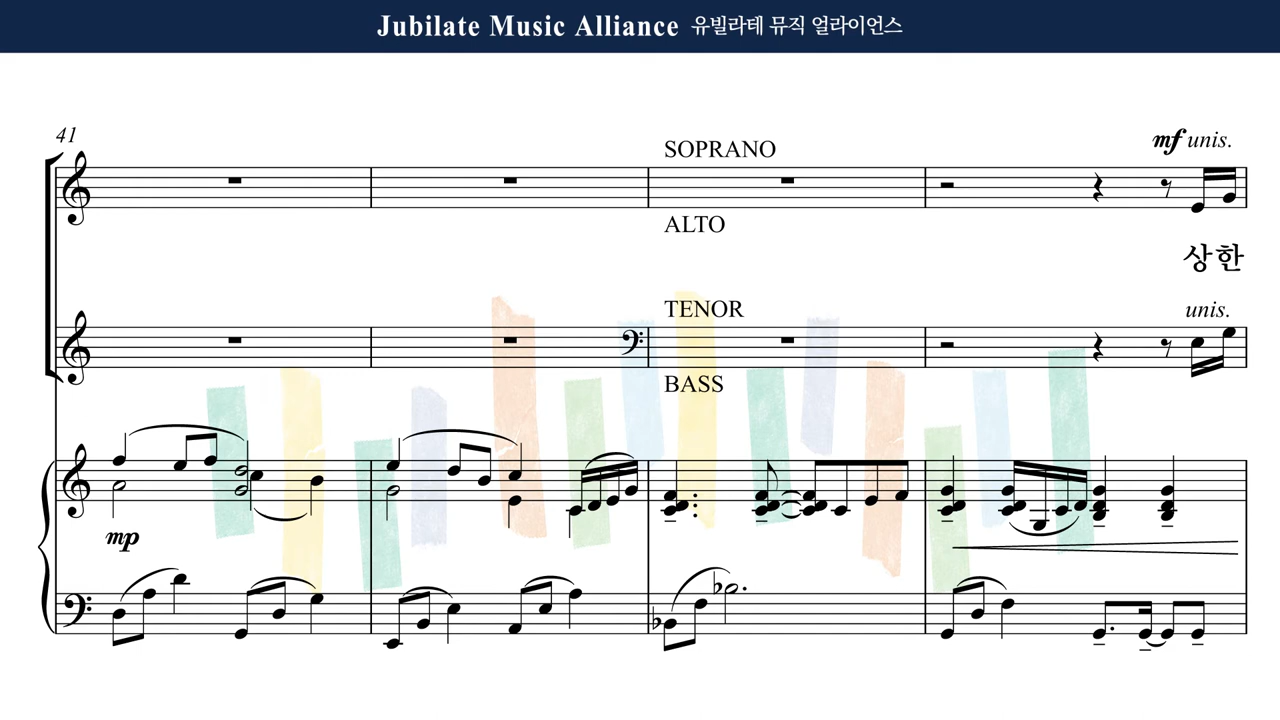 Jubilate Music Alliance 유빌라테 뮤직 얼라이언스
41
SOPRANO
mf unis.
ALTO
상한
TENOR
unis.
BASS
mp